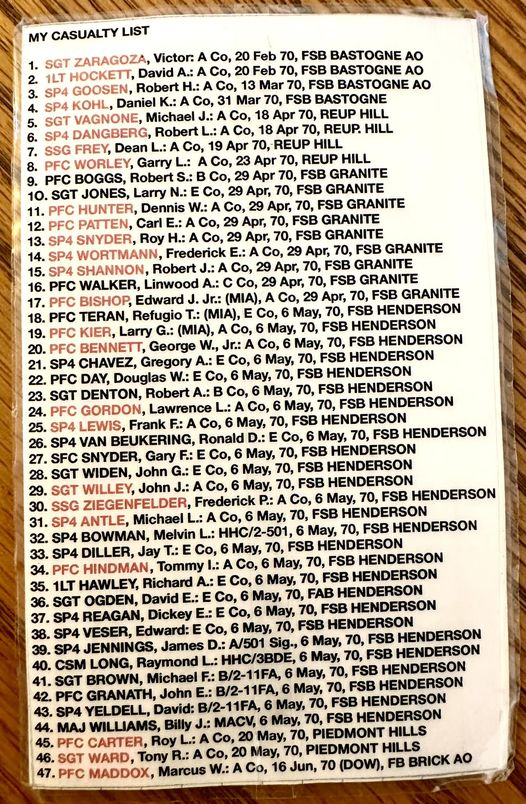 MY CASUALTY LIST
1. SGT ZARAGOZA, Victor: A Co, 20 Feb 70, FSB BASTOGNE AO
2. 1LT HOCKETT, David A.: A Co, 20 Feb 70, FSB BASTOGNE AO
3. SP4 GOOSEN, Robert H.: A Co, 13 Mar 70, FSB BASTOGNE AO
4. SP4 KOHL, Daniel K.: A Co, 31 Mar 70, FSB BASTOGNE
5. SGT VAGNONE, Michael J.: A Co, 18 Apr 70, REUP HILL
6. SP4 DANGBERG, Robert L.: A Co, 18 Apr 70, REUP. HILL
7. SSG FREY, Dean L.: A Co, 19 Apr 70, REUP HILL
8. PFC WORLEY, Garry L.: A Co, 23 Apr 70, REUP HILL
9. PFC BOGGS, Robert S.: B Co, 29 Apr 70, FSB GRANITE
10. SGT JONES, Larry N.: E Co, 29 Apr, 70, FSB GRANITE
11. PFC HUNTER, Dennis W.: A Co, 29 Apr, 70, FSB GRANITE
12. PFC PATTEN, Carl E.: A Co, 29 Apr, 70, FSB GRANITE
13. SP4 SNYDER, Roy H.: A Co, 29 Apr, 70, FSB GRANITE
14. SP4 WORTMANN, Frederick E.: A Co, 29 Apr, 70, FSB GRANITE
15. SP4 SHANNON, Robert J.: A Co, 29 Apr, 70, FSB GRANITE
16. PFC WALKER, Linwood A.: C Co, 29 Apr, 70, FSB GRANITE
17. PFC BISHOP, Edward J. Jr.: (MIA), A Co, 29 Apr, 70, FSB GRANITE
18. PFC TERAN, Refugio T.: (MIA), E Co, 6 May, 70, FSB HENDERSON
19. PFC KIER, Larry G.: (MIA), A Co, 6 May, 70, FSB HENDERSON
20. PFC BENNETT, George W., Jr.: A Co, 6 May, 70, FSB HENDERSON
21. SP4 CHAVEZ, Gregory A.: E Co, 6 May, 70, FSB HENDERSON
22. PFC DAY, Douglas W.: E Co, 6 May, 70, FSB HENDERSON
23. SGT DENTON, Robert A.: B Co, 6 May, 70, FSB HENDERSON
24. PFC GORDON, Lawrence L.: A Co, 6 May, 70, FSB HENDERSON
25. SP4 LEWIS, Frank F.: A Co, 6 May, 70, FSB HENDERSON
26. SP4 VAN BEUKERING, Ronald D.: E Co, 6 May, 70, FSB HENDERSON
27. SFC SNYDER, Gary F.: E Co, 6 May, 70, FSB HENDERSON
28. SGT WIDEN, John G.: E Co, 6 May, 70, FSB HENDERSON
29. SGT WILLEY, John J.: A Co, 6 May, 70, FSB HENDERSON
30. SSG ZIEGENFELDER, Frederick P.: A Co, 6 May, 70, FSB HENDERSON
31. SP4 ANTLE, Michael L.: A Co, 6 May, 70, FSB HENDERSON
32. SP4 BOWMAN, Melvin L.: HHC/2-501, 6 May, 70, FSB HENDERSON
33. SP4 DILLER, Jay T.: E Co, 6 May, 70, FSB HENDERSON
34. PFC HINDMAN, Tommy I.: A Co, 6 May, 70, FSB HENDERSON
35. 1LT HAWLEY, Richard A.: E Co, 6 May, 70, FSB HENDERSON
36. SGT OGDEN, David E.: E Co, 6 May, 70, FAB HENDERSON
37. SP4 REAGAN, Dickey E.: E Co, 6 May, 70, FSB HENDERSON
38. SP4 VESER, Edward: E Co, 6 May, 70, FSB HENDERSON
39. SP4 JENNINGS, James D.: A/501 Sig., 6 May, 70, FSB HENDERSON
40. CSM LONG, Raymond L.: HHC/3BDE, 6 May, 70, FSB HENDERSON
41. SGT BROWN, Michael F.: B/2-11FA, 6 May, 70, FSB HENDERSON
42. PFC GRANATH, John E.: B/2-11FA, 6 May, 70, FSB HENDERSON
43. SP4 YELDELL, David: B/2-11FA, 6 May, 70, FSB HENDERSON
44. MAJ WILLIAMS, Billy J.: MACV, 6 May, 70, FSB HENDERSON
45. PFC CARTER, Roy L.: A Co, 20 May, 70, PIEDMONT HILLS
46. SGT WARD, Tony R.: A Co, 20 May, 70, PIEDMONT HILLS
47. PFC MADDOX, Marcus W.: A Co, 16 Jun, 70 (DOW), FB BRICK AO